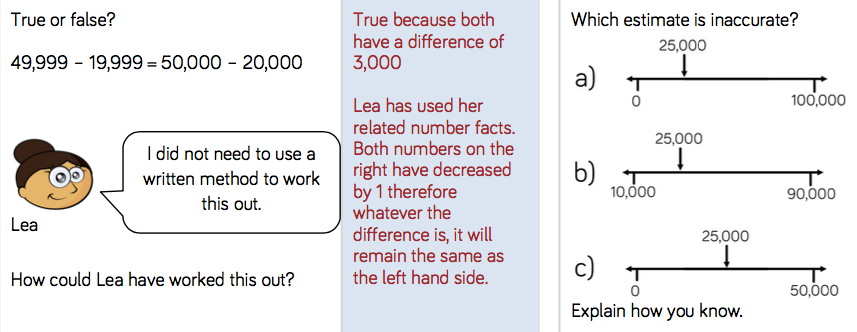 True or false?
49,999 – 19,999 = 50,000 – 20,000
I did not need to use a
written method to work
this out.
Lea
How could Lea have worked this out?
True because both
have a difference of
3,000
Lea has used her
related number facts.
Both numbers on the
right have decreased
by 1 therefore
whatever the
difference is, it will
remain the same as
the left hand side.
Which estimate is inaccurate?
25,000
a)
0
100,000
25,000
b)
10,000
90,000
25,000
c)
0
50,000
Explain how you know.